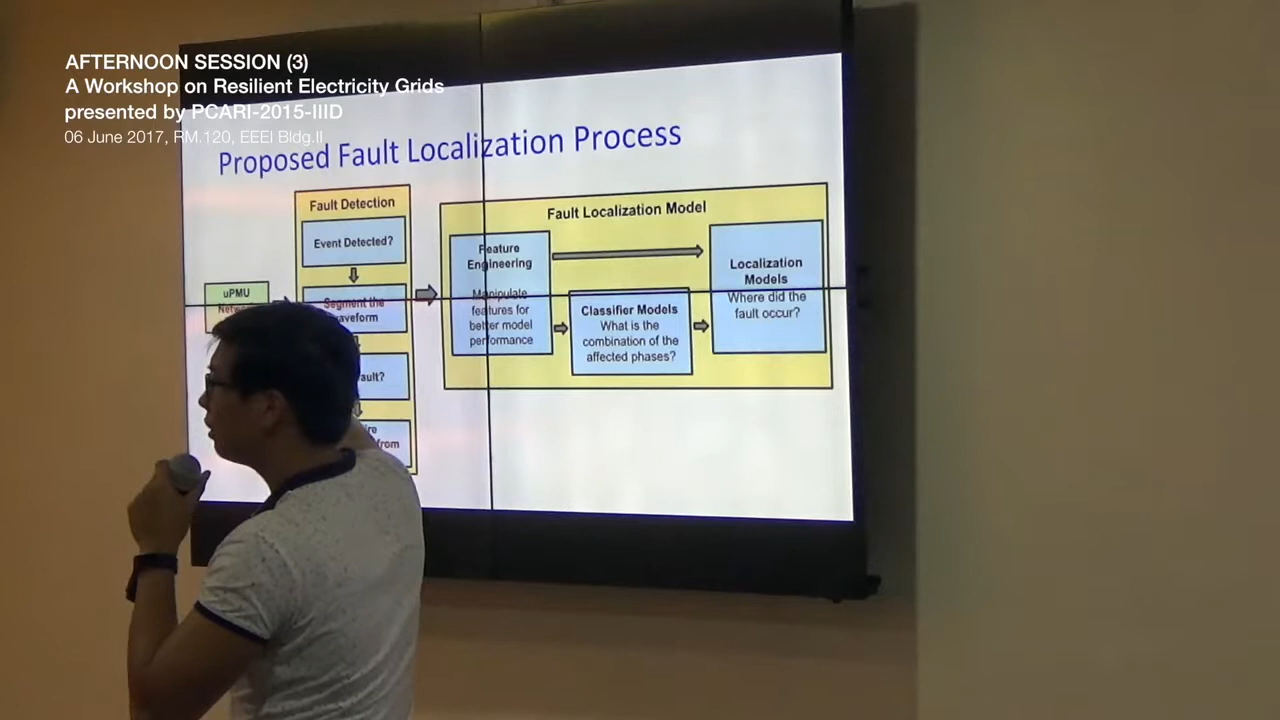 AFTERNOON SESSION (3)
A Workshop on Resilient Electricity Grids
presented by PCARI-2015-IIID
06 June 2017, RM.120, EEEI Bldg.II
Proposed Fault Localization Process
uPMU
Fault Detection
Event Detected?
Segment the
waveform
ault?
from
Fault Localization Model
Feature
Engineering
Manipulate
features for
better model
performance
Classifier Models
What is the
combination of the
affected phases?
Localization
Models
Where did the
fault occur?